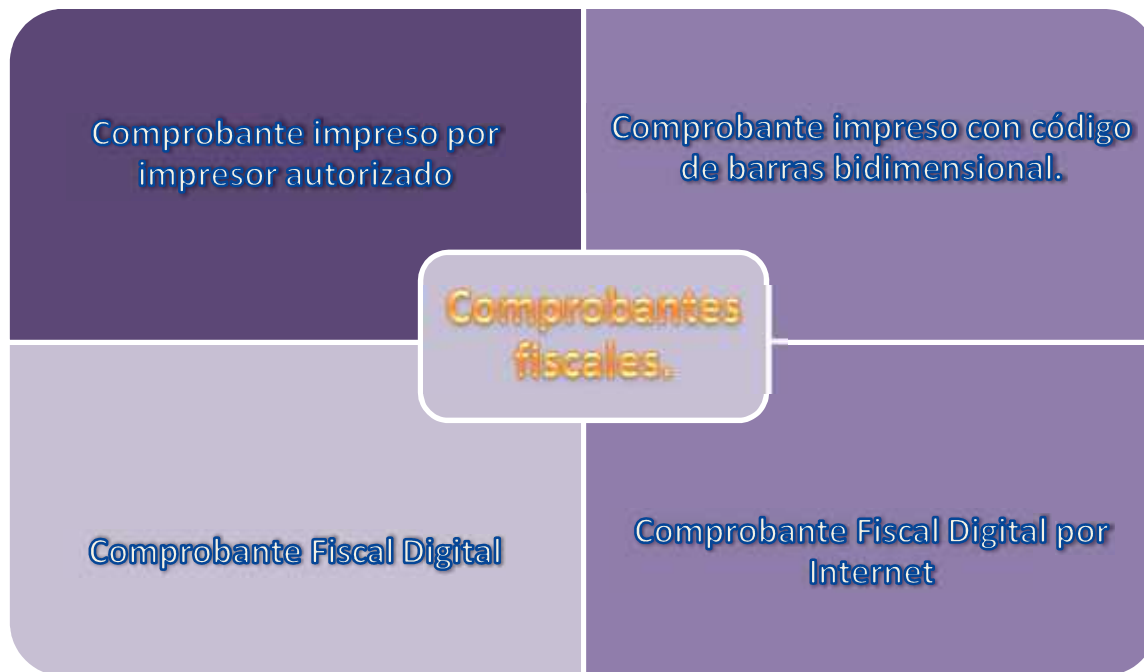 Comprobante impreso por
impresor autorizado
Comprobante impreso con código
de barras bidimensional.
Comprobantes
fiscales.
Comprobante Fiscal Digital
Comprobante Fiscal Digital por
Internet